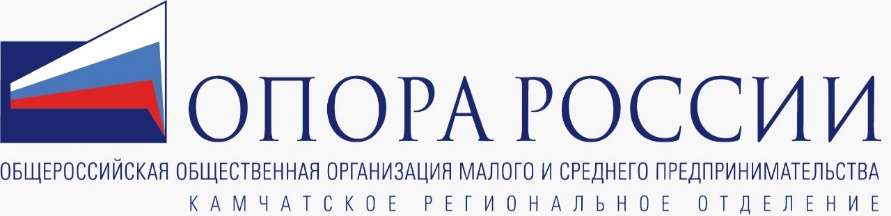 ОПОРА РОССИИ
ОБЩЕРОССИЙСКАЯ ОБЩЕСТВЕННАЯ ОРГАНИЗАЦИЯ МАЛОГО И СРЕДНЕГО ПРЕДПРИНИМАТЕЛЬСТВА
КАМЧАТСКОЕ РЕГИОНАЛЬНОЕ ОТДЕЛЕНИЕ